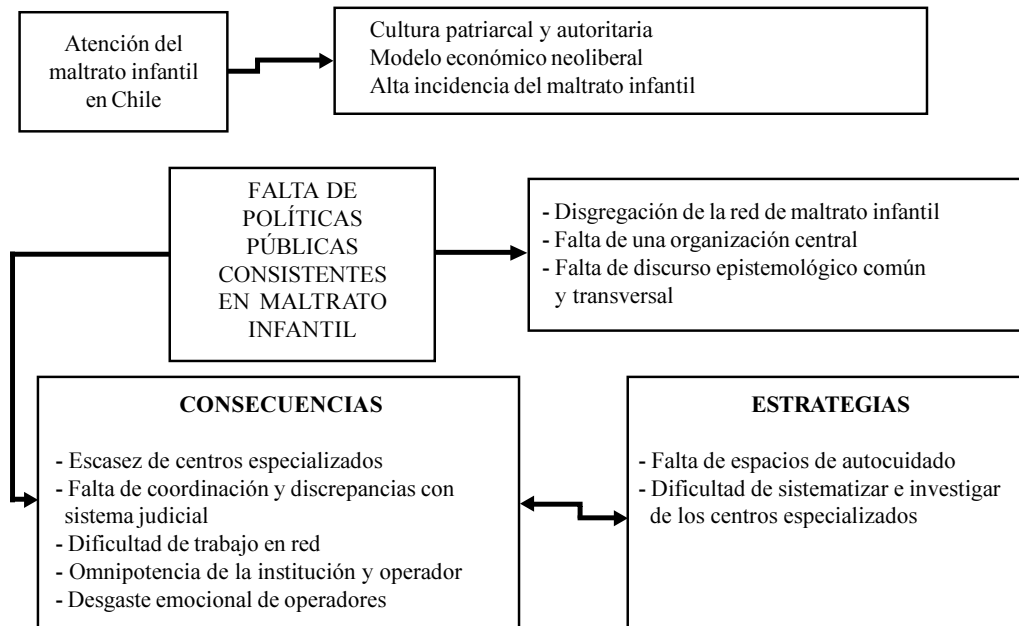 Atención del
maltrato infantil
en Chile
Cultura patriarcal y autoritaria
Modelo económico neoliberal
Alta incidencia del maltrato infantil
FALTA DE
POLÍTICAS
PÚBLICAS
CONSISTENTES
EN MALTRATO
INFANTIL
- Disgregación de la red de maltrato infantil
- Falta de una organización central
- Falta de discurso epistemológico común
y transversal
CONSECUENCIAS
- Escasez de centros especializados
- Falta de coordinación y discrepancias con
sistema judicial
- Dificultad de trabajo en red
- Omnipotencia de la institución y operador
- Desgaste emocional de operadores
ESTRATEGIAS
- Falta de espacios de autocuidado
- Dificultad de sistematizar e investigar
de los centros especializados